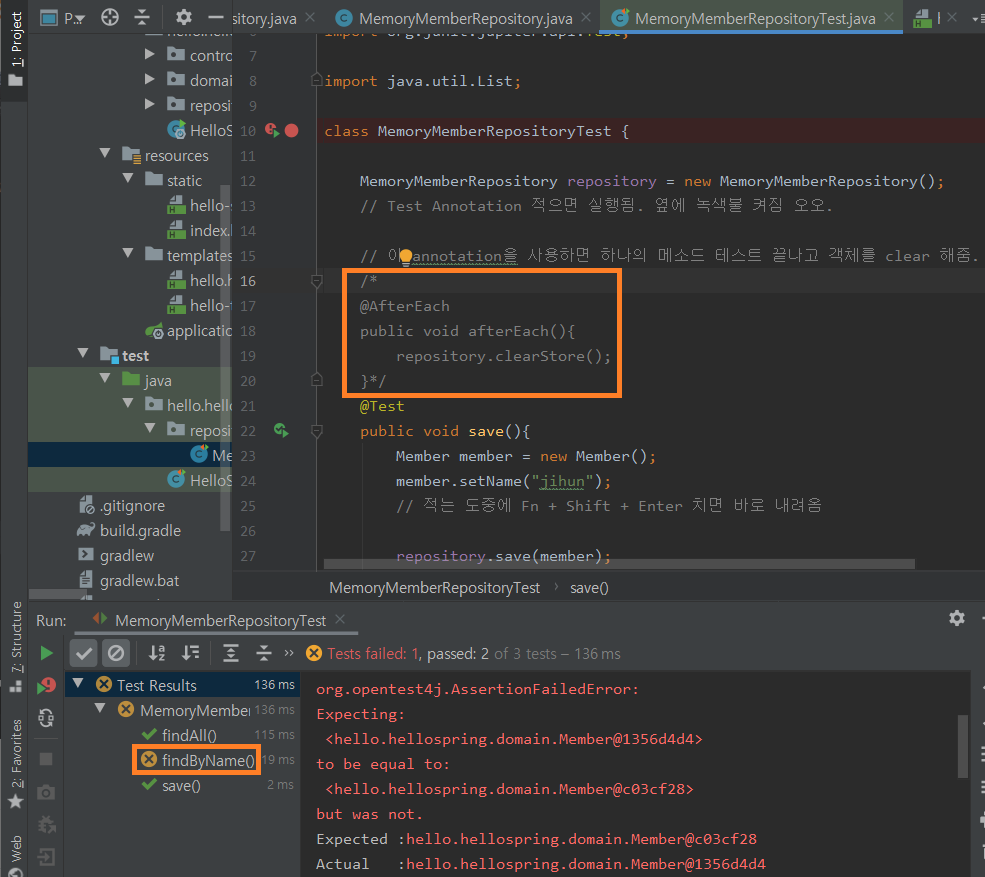 1: Project
P...
sitory.java
MemoryMemberRepository.java
MemoryMemberRepositoryTest.java
contro
domai
reposi
HelloS
resources
static
hello-s
index.
templates
hello.h
hello-
applicatic
test
java
hello.hell
reposi
Me
HelloS
.gitignore
build.gradle
gradlew
gradlew.bat
import org.junit.jupiter.api.Test;
7
8 import java.util.List;
9
10 class MemoryMemberRepositoryTest {
11
12 MemoryMemberRepository repository = new MemoryMemberRepository();
13 // Test Annotation 적으면 실행됨. 옆에 녹색불 켜짐 오오.
14
15 // 이 annotation을 사용하면 하나의 메소드 테스트 끝나고 객체를 clear 해줌.
16 /*
17 @AfterEach
18 public void afterEach(){
19 repository.clearStore();
20 }*/
21 @Test
22 public void save(){
23 Member member = new Member();
24 member.setName("jihun");
25 // 적는 도중에 Fn + Shift + Enter 치면 바로 내려옴
26
27 repository.save(member);
MemoryMemberRepositoryTest › save()
7: Structure
2: Favorites
Web
Run: MemoryMemberRepositoryTest
Tests failed: 1, passed: 2 of 3 tests – 136 ms
Test Results 136 ms
MemoryMember 136 ms
findAll() 115 ms
findByName() 19 ms
save() 2 ms
org.opentest4j.AssertionFailedError:
Expecting:
<hello.hellospring.domain.Member@1356d4d4>
to be equal to:
<hello.hellospring.domain.Member@c03cf28>
but was not.
Expected :hello.hellospring.domain.Member@c03cf28
Actual :hello.hellospring.domain.Member@1356d4d4